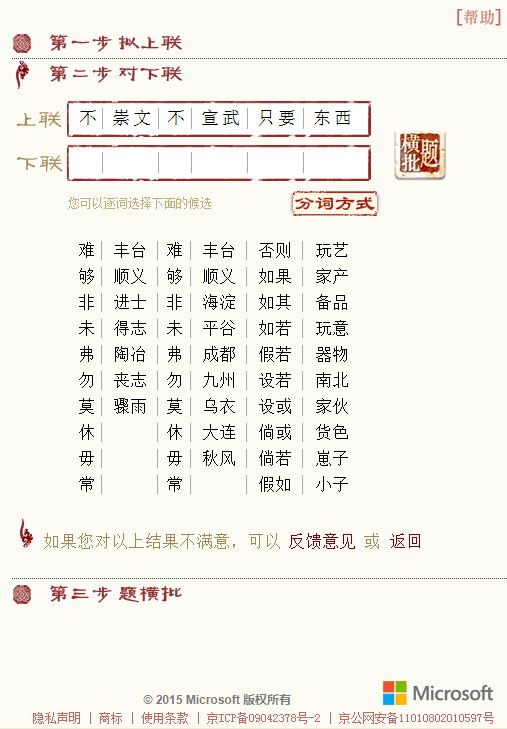 [帮助]
第一步 拟上联
第二步 对下联
上联 不 崇文 不 宣武 只要 东西
下联
横批题
您可以逐词选择下面的候选
分词方式
难 丰台 难 丰台 否则 玩艺
够 顺义 够 顺义 如果 家产
非 进士 非 海淀 如其 备品
未 得志 未 平谷 如若 玩意
弗 陶冶 弗 成都 假若 器物
勿 丧志 勿 九州 设若 南北
莫 骤雨 莫 乌衣 设或 家伙
休 休 大连 倘或 货色
毋 毋 秋风 倘若 崽子
常 常 假如 小子
如果您对以上结果不满意，可以 反馈意见 或 返回
第三步 题横批
© 2015 Microsoft 版权所有
Microsoft
隐私声明 | 商标 | 使用条款 | 京ICP备09042378号-2 | 京公网安备11010802010597号